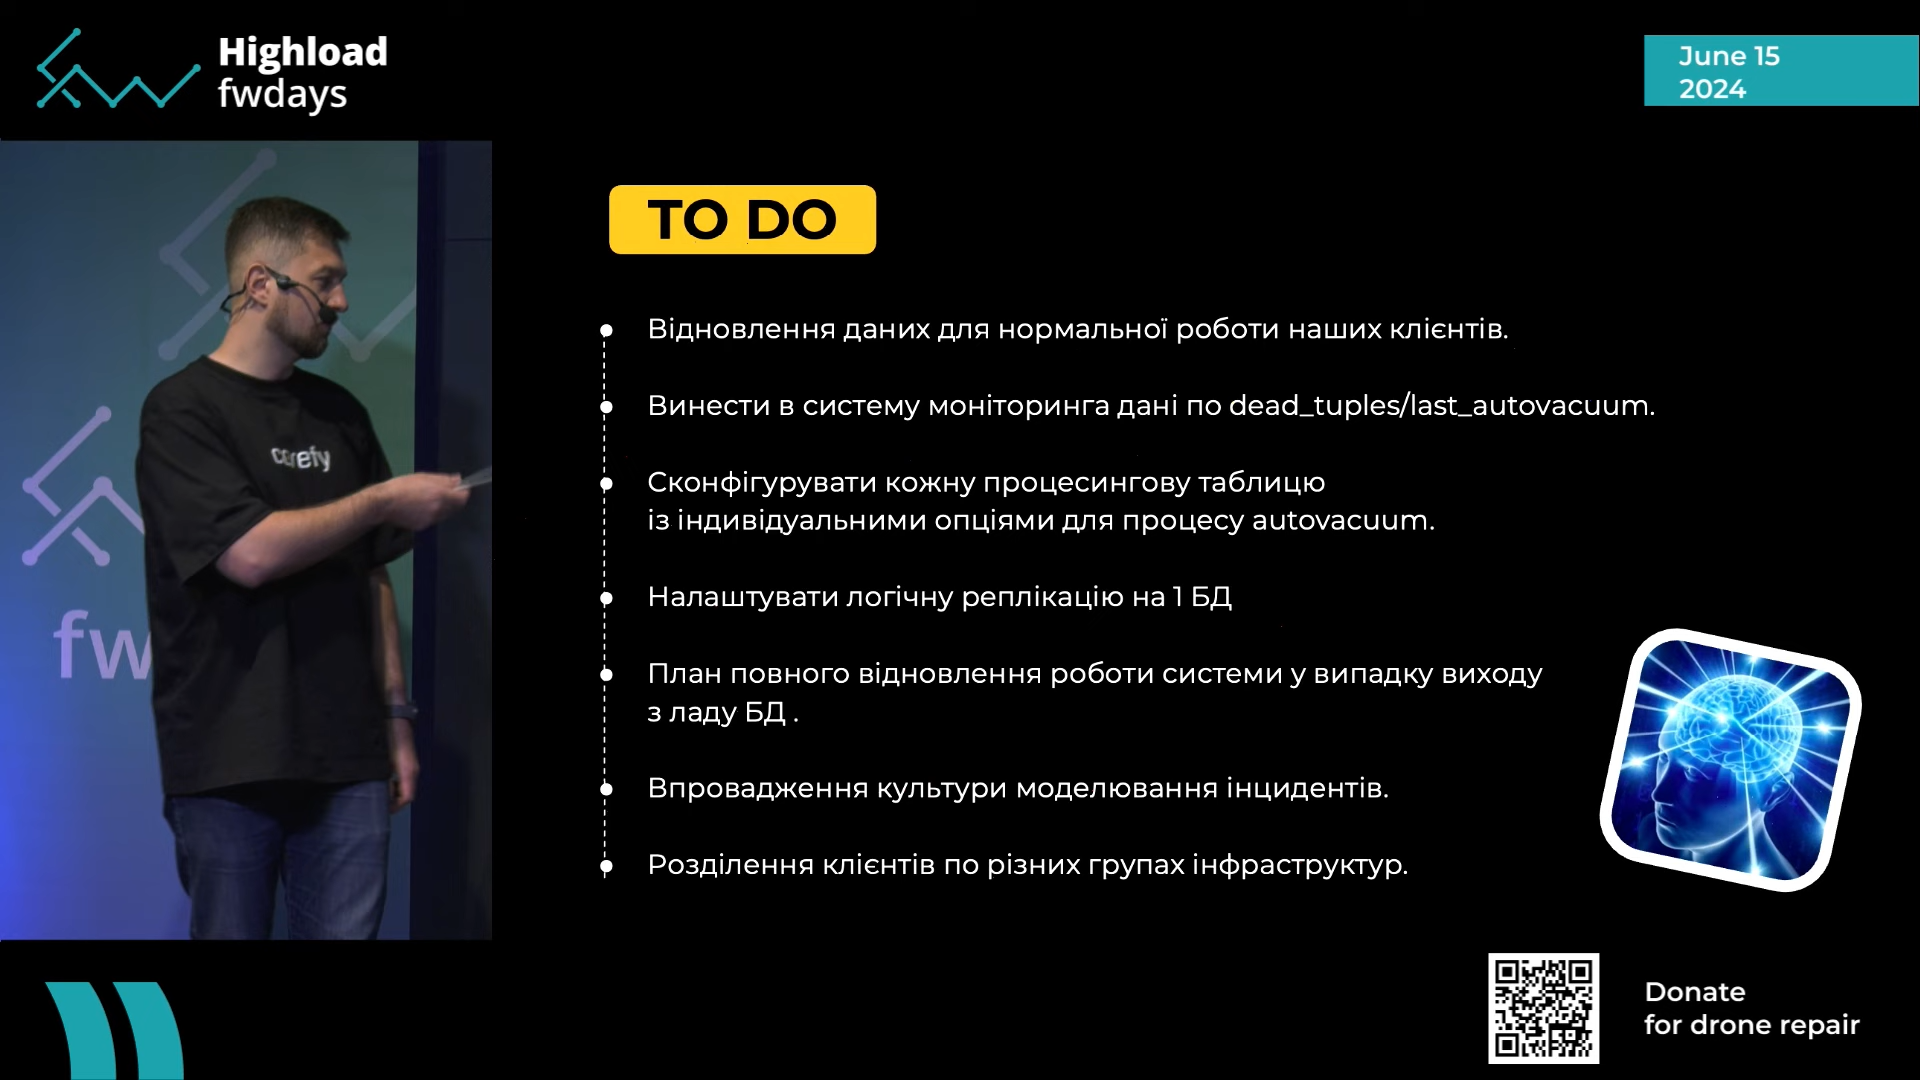 Highload
fwdays
June 15
2024
corefy
fw
TO DO
Відновлення даних для нормальної роботи наших клієнтів.
Винести в систему моніторинга дані по dead_tuples/last_autovacuum.
Сконфігурувати кожну процесингову таблицю
із індивідуальними опціями для процесу autovacuum.
Налаштувати логічну реплікацію на 1 БД
План повного відновлення роботи системи у випадку виходу
з ладу БД .
Впровадження культури моделювання інцидентів.
Розділення клієнтів по різних групах інфраструктур.
Donate
for drone repair